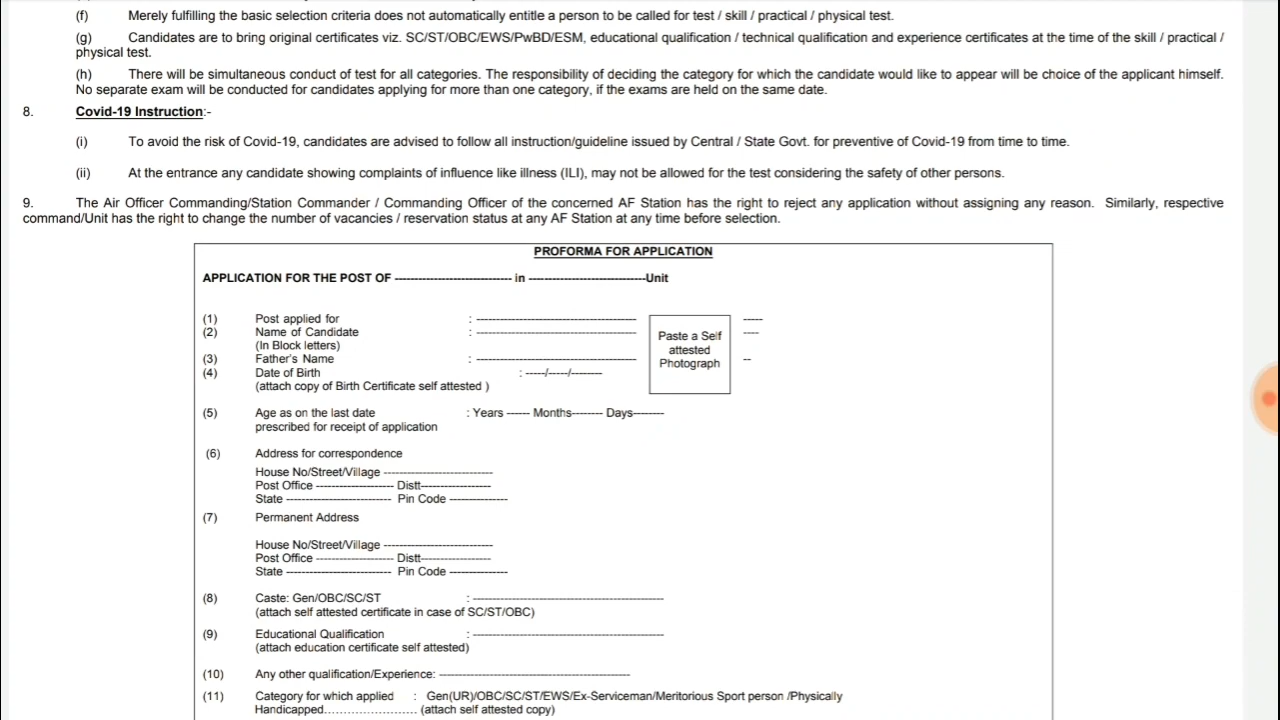 (f) Merely fulfilling the basic selection criteria does not automatically entitle a person to be called for test / skill / practical / physical test.
(g) Candidates are to bring original certificates viz. SC/ST/OBC/EWS/PwBD/ESM, educational qualification / technical qualification and experience certificates at the time of the skill / practical /
physical test.
(h) There will be simultaneous conduct of test for all categories. The responsibility of deciding the category for which the candidate would like to appear will be choice of the applicant himself.
No separate exam will be conducted for candidates applying for more than one category, if the exams are held on the same date.
8. Covid-19 Instruction:-
(i) To avoid the risk of Covid-19, candidates are advised to follow all instruction/guideline issued by Central / State Govt. for preventive of Covid-19 from time to time.
(ii) At the entrance any candidate showing complaints of influence like illness (ILI), may not be allowed for the test considering the safety of other persons.
9. The Air Officer Commanding/Station Commander / Commanding Officer of the concerned AF Station has the right to reject any application without assigning any reason. Similarly, respective
command/Unit has the right to change the number of vacancies / reservation status at any AF Station at any time before selection.
PROFORMA FOR APPLICATION
APPLICATION FOR THE POST OF ----------------------------- in -----------------------------Unit
(1) Post applied for : ---------------------------------------- -----
(2) Name of Candidate : ---------------------------------------- ----
(In Block letters)
(3) Father's Name : ---------------------------------------- --
(4) Date of Birth : -----/-----/--------
(attach copy of Birth Certificate self attested )
Paste a Self
attested
Photograph
(5) Age as on the last date : Years ------ Months-------- Days--------
prescribed for receipt of application
(6) Address for correspondence
House No/Street/Village ----------------------------
Post Office -------------------- Distt------------------
State --------------------------- Pin Code ---------------
(7) Permanent Address
House No/Street/Village ----------------------------
Post Office -------------------- Distt------------------
State --------------------------- Pin Code ---------------
(8) Caste: Gen/OBC/SC/ST : -------------------------------------------------
(attach self attested certificate in case of SC/ST/OBC)
(9) Educational Qualification : -------------------------------------------------
(attach education certificate self attested)
(10) Any other qualification/Experience: -------------------------------------------------
(11) Category for which applied : Gen(UR)/OBC/SC/ST/EWS/Ex-Serviceman/Meritorious Sport person /Physically
Handicapped........................ (attach self attested copy)